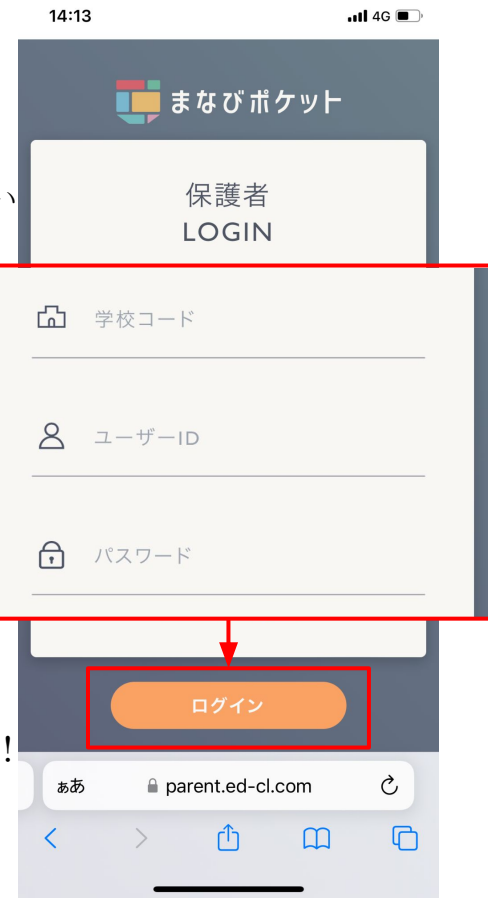 14:13 4G
まなびポケット
い
保護者
LOGIN
学校コード
ユーザーID
パスワード
ログイン
!
ぁあ parent.ed-cl.com